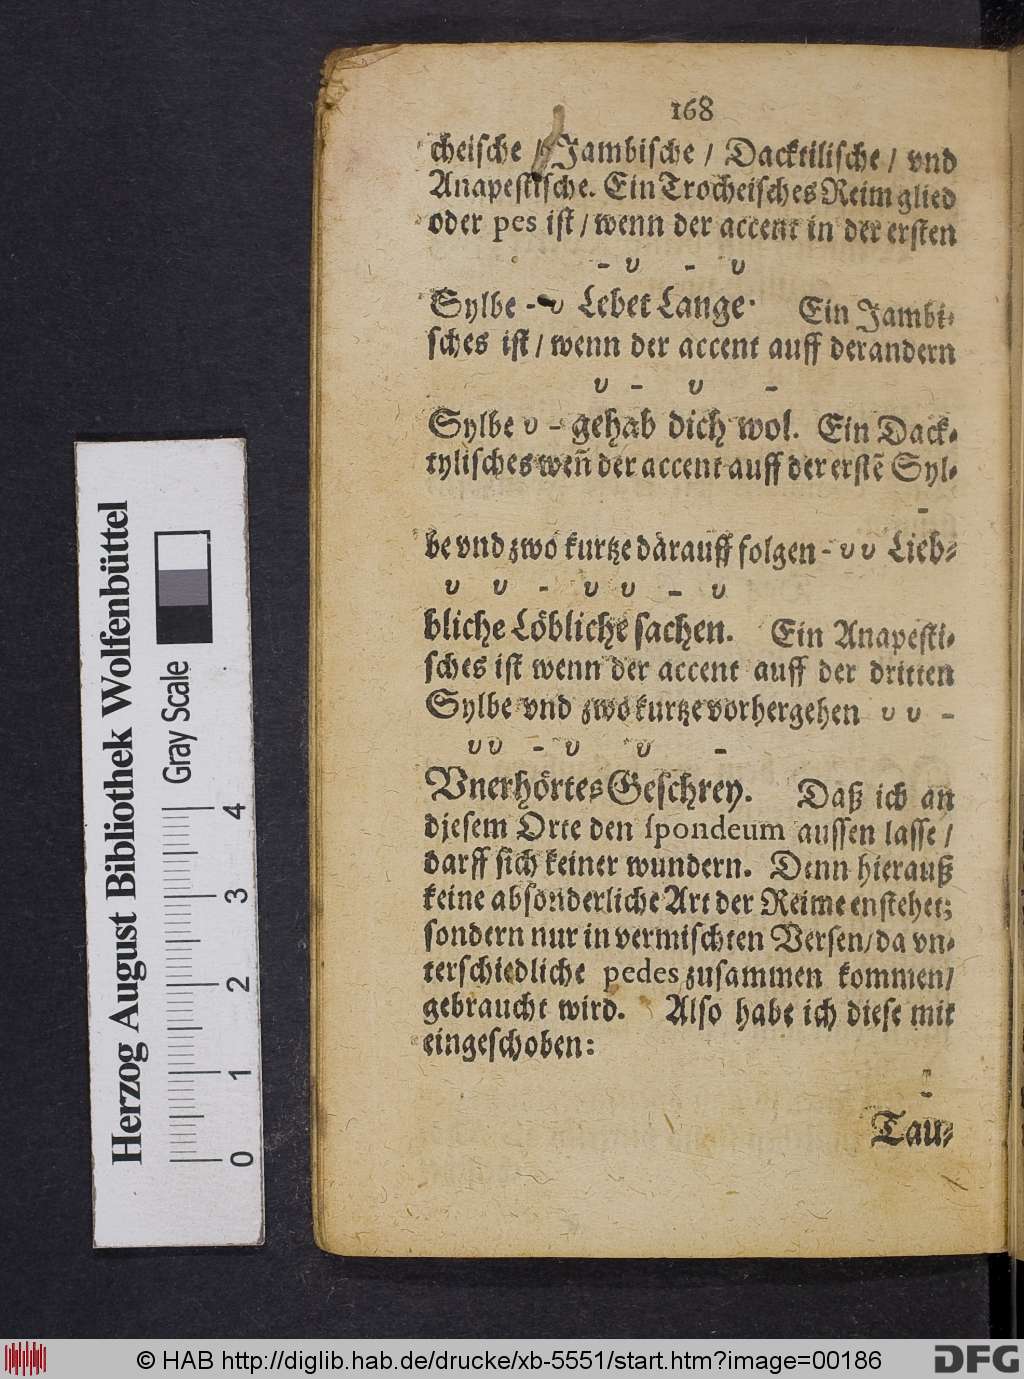 168
cheische / Jambische / Dacktilische / vnd
Anapestische. Ein Trocheisches Reim glied
oder pes ist / wenn der accent in der ersten
- υ - υ
Sylbe - υ Lebet Lange. Ein Jambi-
sches ist / wenn der accent auff der andern
υ - υ -
Sylbe υ - gehab dich wol. Ein Dack-
tylisches weñ der accent auff der erstẽ Syl-
-
be vnd zwo kurtze därauff folgen - υ υ Lieb-
υ υ - υ υ - υ
bliche Löbliche sachen. Ein Anapesti-
sches ist wenn der accent auff der dritten
Sylbe vnd zwo kurtze vorhergehen υ υ -
υ υ - υ υ -
Vnerhörtes Geschrey. Daß ich an
diesem Orte den spondeum aussen lasse /
darff sich keiner wundern. Denn hierauß
keine absonderliche Art der Reime enstehet;
sondern nur in vermischten Versen / da vn-
terschiedliche pedes zusammen kommen /
gebraucht wird. Also habe ich diese mit
eingeschoben:
Tau-
Herzog August Bibliothek Wolfenbüttel
Gray Scale
0 1 2 3 4
© HAB http://diglib.hab.de/drucke/xb-5551/start.htm?image=00186
DFG